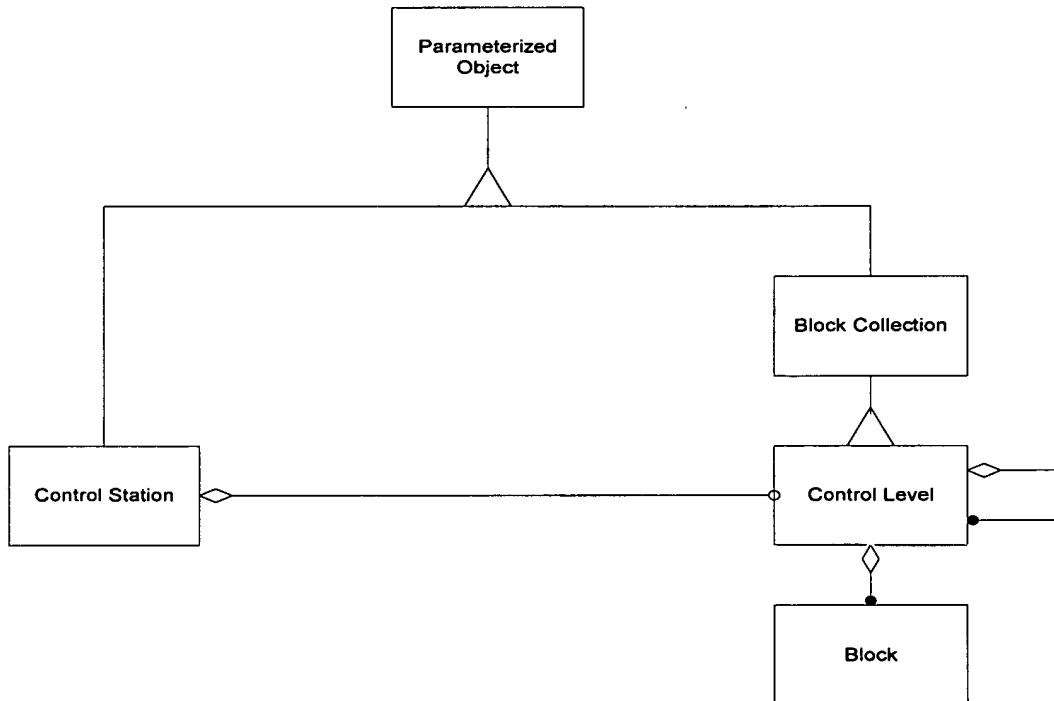 Parameterized
Object
Block Collection
Control Station
Control Level
Block